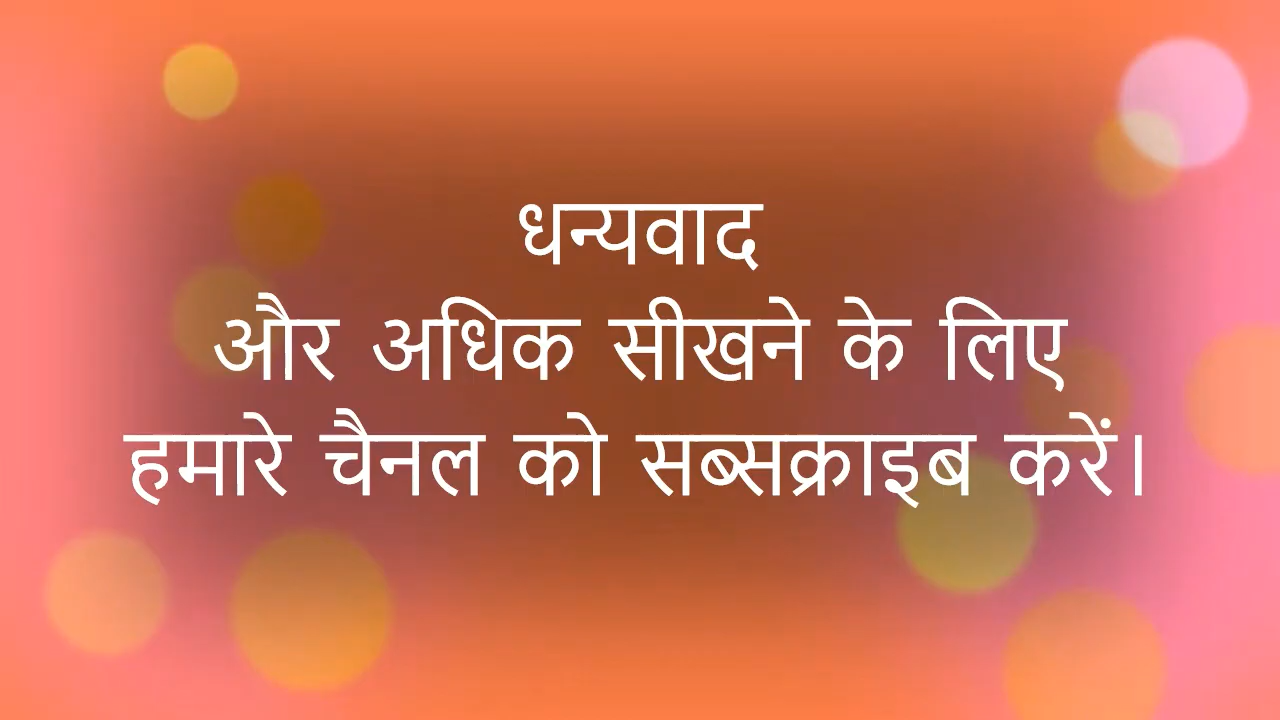 धन्यवाद
और अधिक सीखने के लिए
हमारे चैनल को सब्सक्राइब करें।